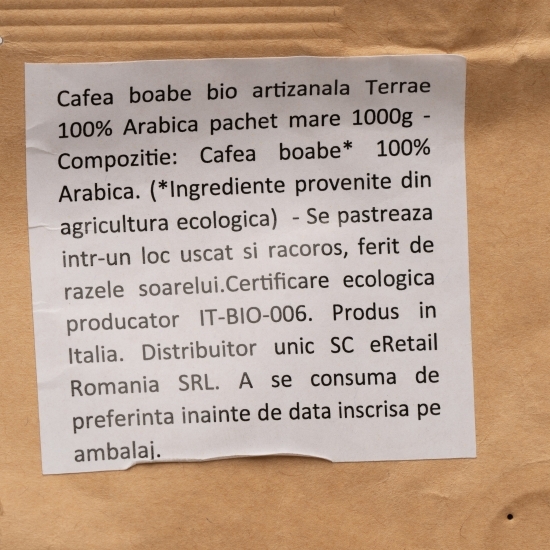 Cafea boabe bio artizanala Terrae
100% Arabica pachet mare 1000g -
Compozitie: Cafea boabe* 100%
Arabica. (*Ingrediente provenite din
agricultura ecologica) - Se pastreaza
intr-un loc uscat si racoros, ferit de
razele soarelui.Certificare ecologica
producator IT-BIO-006. Produs in
Italia. Distribuitor unic SC eRetail
Romania SRL. A se consuma de
preferinta inainte de data inscrisa pe
ambalaj.